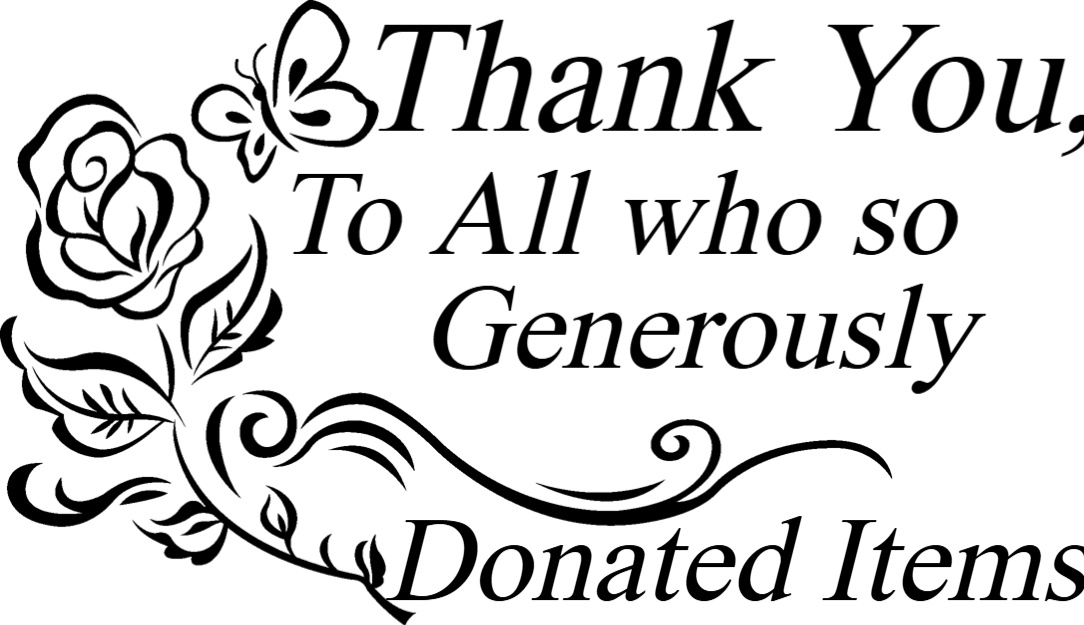 Thank You,
To All who so
Generously
Donated Items